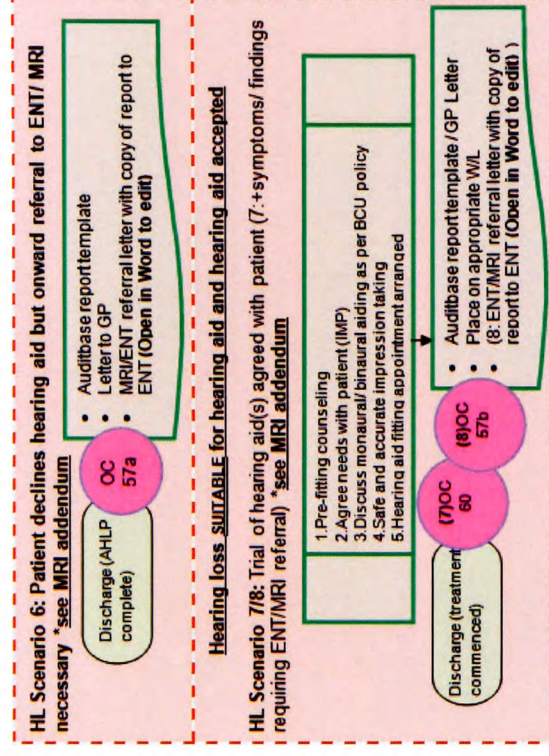 HL Scenario 6: Patient declines hearing aid but onward referral to ENT/ MRI
necessary *see MRI addendum
Discharge (AHLP
complete)
OC
57a
• Auditbase report template
• Letter to GP
• MRI/ENT referral letter with copy of report to
ENT (Open in Word to edit)
Hearing loss SUITABLE for hearing aid and hearing aid accepted
HL Scenario 7/8: Trial of hearing aid(s) agreed with patient (7:+symptoms/ findings
requiring ENT/MRI referral) *see MRI addendum
1.Pre-fitting counseling
2.Agree needs with patient (IMP)
3.Discuss monaural/ binaural aiding as per BCU policy
4.Safe and accurate impression taking
5.Hearing aid fitting appointment arranged
Discharge (treatment
commenced)
(7)OC
60
(8)OC
57b
• Auditbase report template / GP Letter
• Place on appropriate W/L
• (8: ENT/MRI referral letter with copy of
report to ENT (Open in Word to edit) )